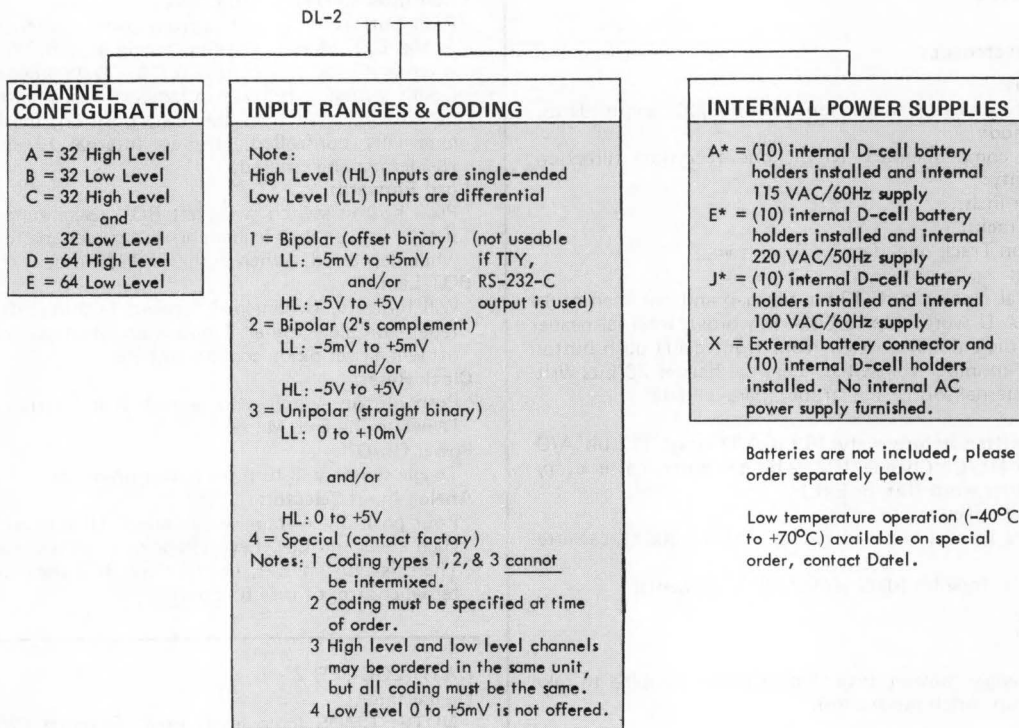 DL-2
CHANNEL
CONFIGURATION
A = 32 High Level
B = 32 Low Level
C = 32 High Level
and
32 Low Level
D = 64 High Level
E = 64 Low Level
INPUT RANGES & CODING
Note:
High Level (HL) Inputs are single-ended
Low Level (LL) Inputs are differential
1 = Bipolar (offset binary) (not useable
LL: -5mV to +5mV if TTY,
and/or RS-232-C
HL: -5V to +5V output is used)
2 = Bipolar (2's complement)
LL: -5mV to +5mV
and/or
HL: -5V to +5V
3 = Unipolar (straight binary)
LL: 0 to +10mV
and/or
HL: 0 to +5V
4 = Special (contact factory)
Notes: 1 Coding types 1, 2, & 3 cannot
be intermixed.
2 Coding must be specified at time
of order.
3 High level and low level channels
may be ordered in the same unit,
but all coding must be the same.
4 Low level 0 to +5mV is not offered.
INTERNAL POWER SUPPLIES
A* = (10) internal D-cell battery
holders installed and internal
115 VAC/60Hz supply
E* = (10) internal D-cell battery
holders installed and internal
220 VAC/50Hz supply
J* = (10) internal D-cell battery
holders installed and internal
100 VAC/60Hz supply
X = External battery connector and
(10) internal D-cell holders
installed. No internal AC
power supply furnished.
Batteries are not included, please
order separately below.
Low temperature operation (-40°C
to +70°C) available on special
order, contact Datel.